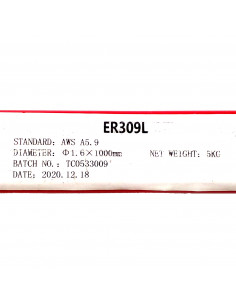 ER309L
STANDARD: AWS A5.9
DIAMETER: Φ1.6×1000mm NET WEIGHT: 5KG
BATCH NO.: TC0533009
DATE: 2020.12.18